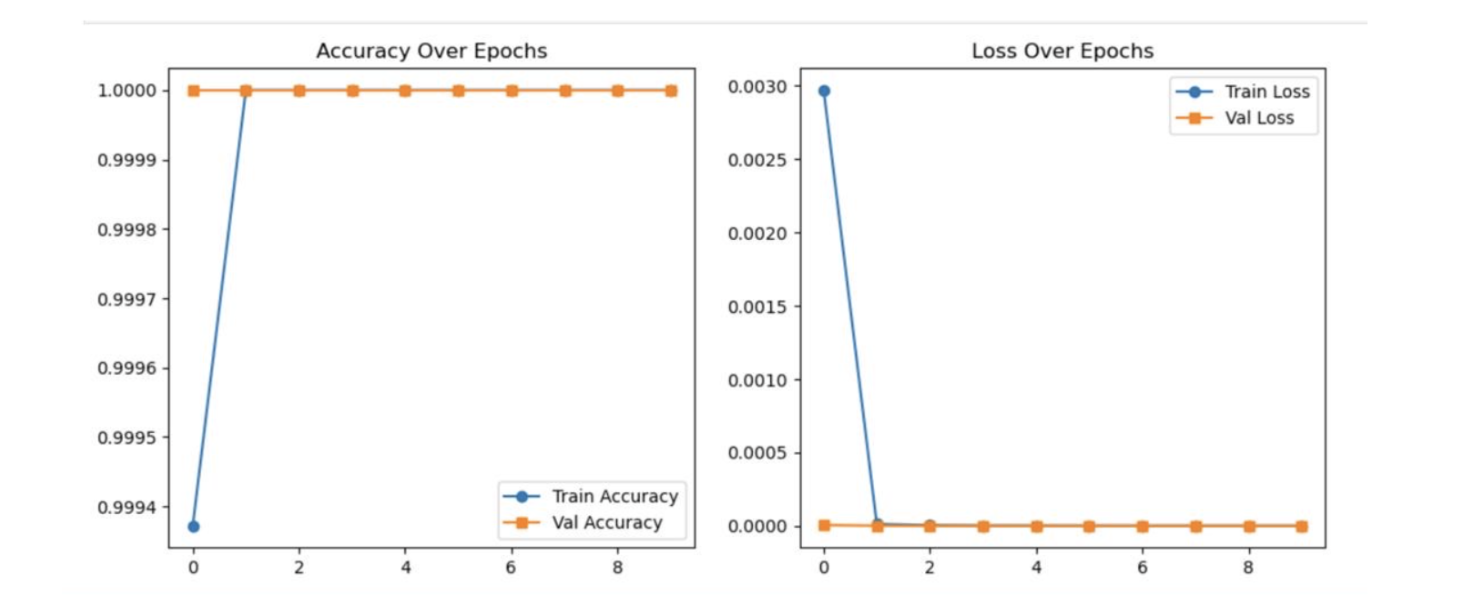 Accuracy Over Epochs
1.0000
0.9999
0.9998
0.9997
0.9996
0.9995
0.9994
0 2 4 6 8
Train Accuracy
Val Accuracy
Loss Over Epochs
0.0030
0.0025
0.0020
0.0015
0.0010
0.0005
0.0000
0 2 4 6 8
Train Loss
Val Loss